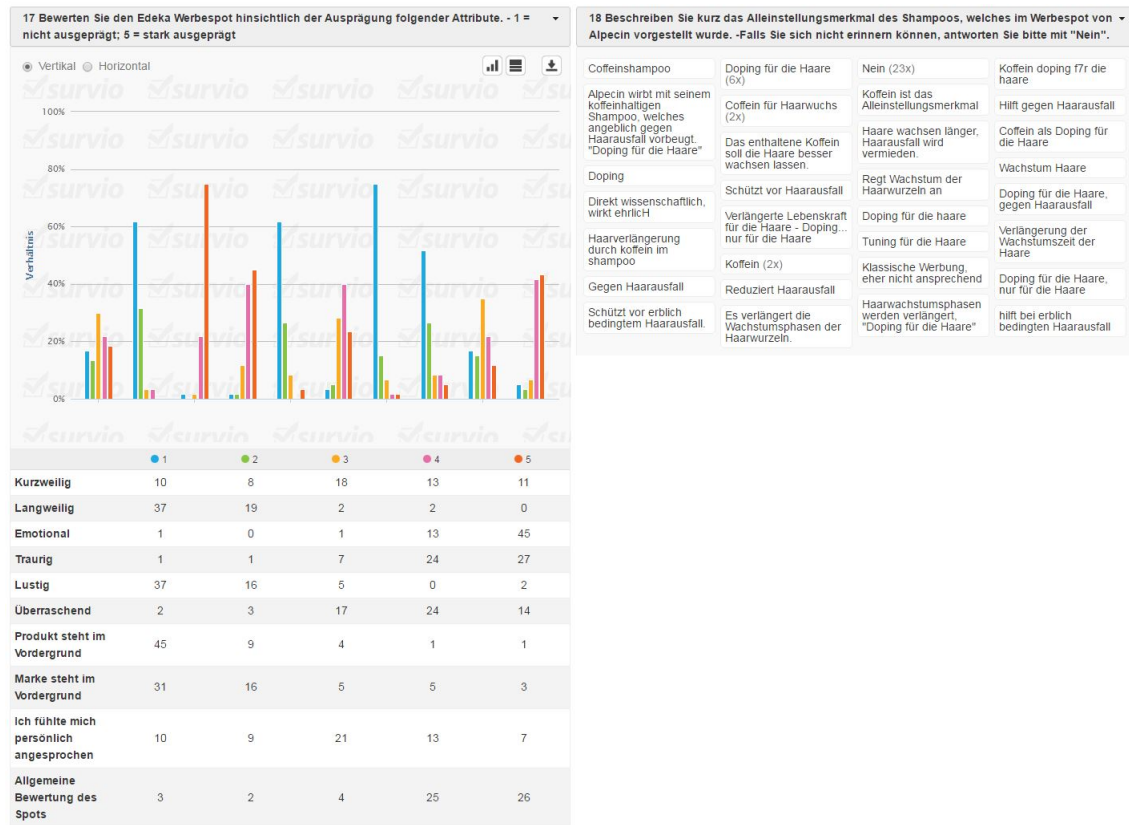 17 Bewerten Sie den Edeka Werbespot hinsichtlich der Ausprägung folgender Attribute. - 1 =
nicht ausgeprägt; 5 = stark ausgeprägt
Vertikal Horizontal
survio survio survio survio
100%
80%
60%
40%
20%
0%
Verhältnis
1 2 3 4 5
Kurzweilig 10 8 18 13 11
Langweilig 37 19 2 2 0
Emotional 1 0 1 13 45
Traurig 1 1 7 24 27
Lustig 37 16 5 0 2
Überraschend 2 3 17 24 14
Produkt steht im
Vordergrund 45 9 4 1 1
Marke steht im
Vordergrund 31 16 5 5 3
Ich fühlte mich
persönlich 10 9 21 13 7
angesprochen
Allgemeine
Bewertung des 3 2 4 25 26
Spots
18 Beschreiben Sie kurz das Alleinstellungsmerkmal des Shampoos, welches im Werbespot von
Alpecin vorgestellt wurde. -Falls Sie sich nicht erinnern können, antworten Sie bitte mit "Nein".
Coffeinshampoo
Alpecin wirbt mit seinem
koffeinhaltigen
Shampoo, welches
angeblich gegen
Haarausfall vorbeugt.
"Doping für die Haare"
Doping
Direkt wissenschaftlich,
wirkt ehrlicH
Haarverlängerung
durch koffein im
shampoo
Gegen Haarausfall
Schützt vor erblich
bedingtem Haarausfall.
Doping für die Haare
(6x)
Coffein für Haarwuchs
(2x)
Das enthaltene Koffein
soll die Haare besser
wachsen lassen.
Schützt vor Haarausfall
Verlängerte Lebenskraft
für die Haare - Doping...
nur für die Haare
Koffein (2x)
Reduziert Haarausfall
Es verlängert die
Wachstumsphasen der
Haarwurzeln.
Nein (23x)
Koffein ist das
Alleinstellungsmerkmal
Haare wachsen länger,
Haarausfall wird
vermieden.
Regt Wachstum der
Haarwurzeln an
Doping für die haare
Tuning für die Haare
Klassische Werbung,
eher nicht ansprechend
Haarwachstumsphasen
werden verlängert,
"Doping für die Haare"
Koffein doping f7r die
haare
Hilft gegen Haarausfall
Coffein als Doping für
die Haare
Wachstum Haare
Doping für die Haare,
gegen Haarausfall
Verlängerung der
Wachstumszeit der
Haare
Doping für die Haare,
nur für die Haare
hilft bei erblich
bedingten Haarausfall